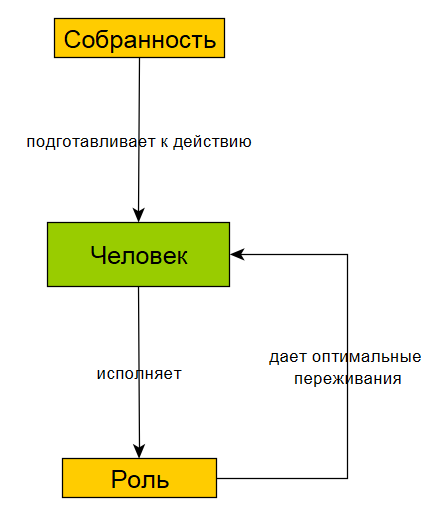 Собранность
подготавливает к действию
Человек
исполняет
дает оптимальные
переживания
Роль